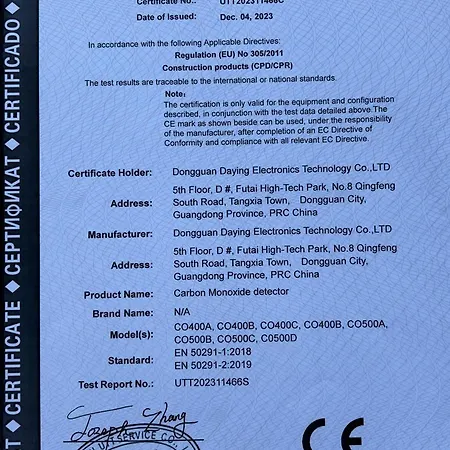 Certificate No.: UTT202311466C
Date of Issued: Dec. 04, 2023
In accordance with the following Applicable Directives:
Regulation (EU) No 305/2011
Construction products (CPD/CPR)
The test results are traceable to the international or national standards.
Note:
The certification is only valid for the equipment and configuration
described, in conjunction with the test data detailed above.The
CE mark as shown beside can be used, under the responsibility
of the manufacturer, after completion of an EC Directive of
Conformity and compliance with all relevant EC Directive.
Certificate Holder: Dongguan Daying Electronics Technology Co.,LTD
Address: 5th Floor, D #, Futai High-Tech Park, No.8 Qingfeng
South Road, Tangxia Town, Dongguan City,
Guangdong Province, PRC China
Manufacturer: Dongguan Daying Electronics Technology Co.,LTD
Address: 5th Floor, D #, Futai High-Tech Park, No.8 Qingfeng
South Road, Tangxia Town, Dongguan City,
Guangdong Province, PRC China
Product Name: Carbon Monoxide detector
Brand Name: N/A
Model(s): CO400A, CO400B, CO400C, CO400B, CO500A,
CO500B, CO500C, C0500D
Standard: EN 50291-1:2018
EN 50291-2:2019
Test Report No.: UTT202311466S
Joseph Zhang
SERVICE CO.,
CE
CERTIFICATE ◆ СЕРТИФИКАТ ◆ CERTIFICADO